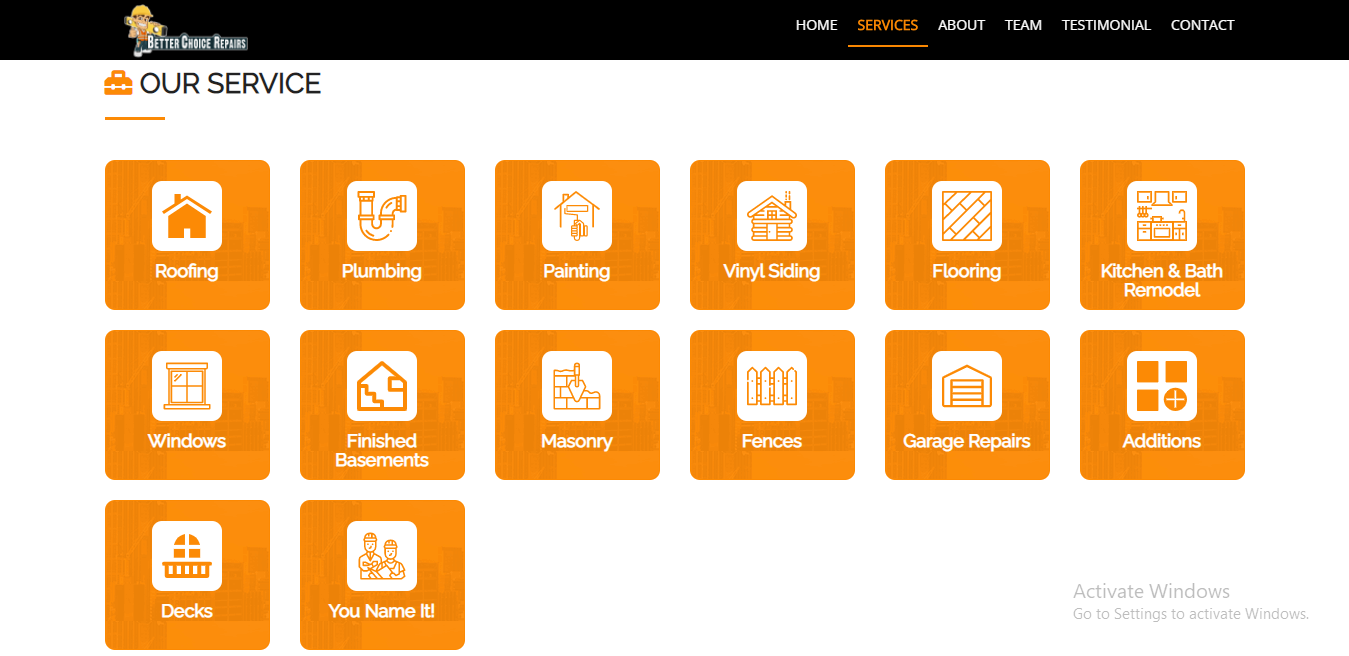 BETTER CHOICE REPAIRS
HOME SERVICES ABOUT TEAM TESTIMONIAL CONTACT
OUR SERVICE
Roofing
Plumbing
Painting
Vinyl Siding
Flooring
Kitchen & Bath
Remodel
Windows
Finished
Basements
Masonry
Fences
Garage Repairs
Additions
Decks
You Name It!
Activate Windows
Go to Settings to activate Windows.